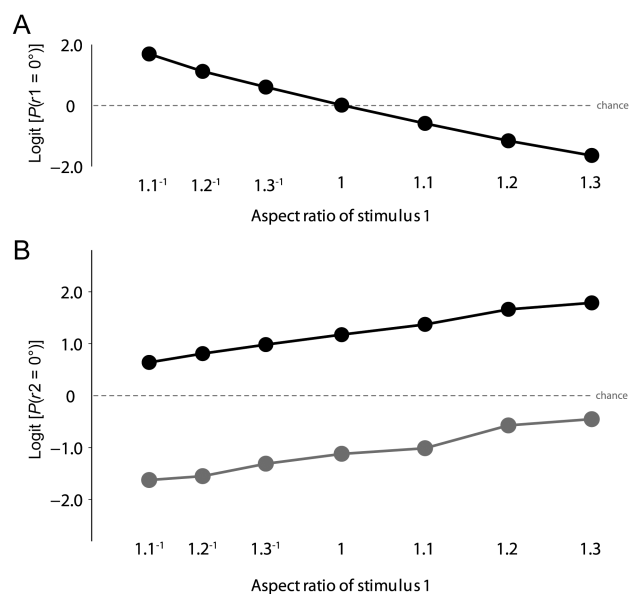 A
Logit [P(r1 = 0°)]
2.0
0
−2.0
chance
1.1⁻¹ 1.2⁻¹ 1.3⁻¹ 1 1.1 1.2 1.3
Aspect ratio of stimulus 1
B
Logit [P(r2 = 0°)]
2.0
1.0
0
−1.0
−2.0
chance
1.1⁻¹ 1.2⁻¹ 1.3⁻¹ 1 1.1 1.2 1.3
Aspect ratio of stimulus 1